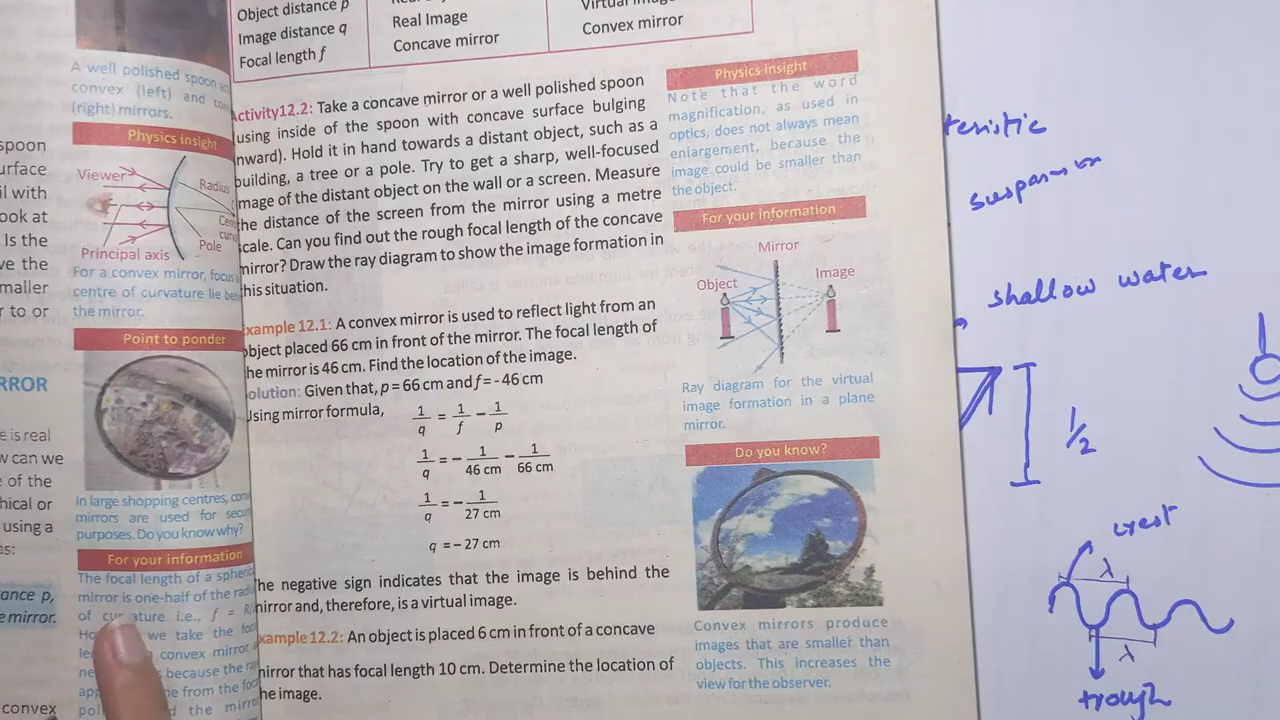 spoon
surface
il with
ook at
Is the
ve the
maller
r to or
RROR
e is real
w can we
e of the
hical or
using a
es:
tance p,
e mirror.
convex
A well polished spoon
convex (left) and
(right) mirrors.
Physics insight
Viewer
Radius
Pole
Principal axis
For a convex mirror, focus
centre of curvature lie
the mirror.
Point to ponder
In large shopping centres,
mirrors are used for
purposes. Do you know why?
For your information
The focal length of a
mirror is one-half of the
of curvature i.e., f =
we take the
convex mirror
because the
from the
the
Object distance p
Image distance q
Focal length f
Real Image
Concave mirror
Convex mirror
Activity12.2: Take a concave mirror or a well polished spoon
(using inside of the spoon with concave surface bulging
inward). Hold it in hand towards a distant object, such as a
building, a tree or a pole. Try to get a sharp, well-focused
image of the distant object on the wall or a screen. Measure
the distance of the screen from the mirror using a metre
scale. Can you find out the rough focal length of the concave
mirror? Draw the ray diagram to show the image formation in
this situation.
Example 12.1: A convex mirror is used to reflect light from an
object placed 66 cm in front of the mirror. The focal length of
the mirror is 46 cm. Find the location of the image.
Solution: Given that, p = 66 cm and f = - 46 cm
Using mirror formula, 1/q = 1/f - 1/p
1/q = - 1/46 cm - 1/66 cm
1/q = - 1/27 cm
q = - 27 cm
The negative sign indicates that the image is behind the
mirror and, therefore, is a virtual image.
Example 12.2: An object is placed 6 cm in front of a concave
mirror that has focal length 10 cm. Determine the location of
the image.
Physics insight
Note that the word
magnification, as used in
optics, does not always mean
enlargement, because the
image could be smaller than
the object.
For your information
Mirror
Object
Image
Ray diagram for the virtual
image formation in a plane
mirror.
Do you know?
Convex mirrors produce
images that are smaller than
objects. This increases the
view for the observer.
teristic
shallow water
1/2
crest
λ
λ
trough